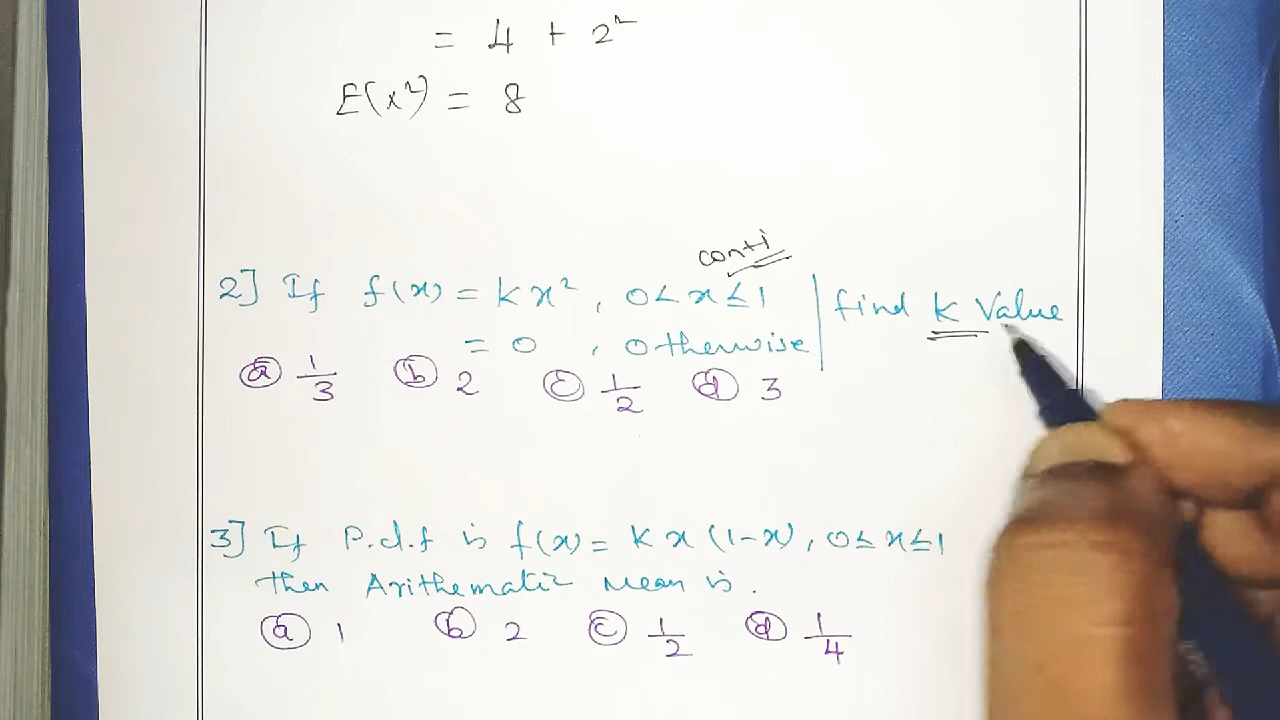 = 4 + 2²
E(x²) = 8
conti
2] If f(x) = kx², 0< x ≤1 | find k Value
= 0 , otherwise
ⓐ 1/3 ⓑ 2 ⓒ 1/2 ⓓ 3
3] If P.d.f is f(x) = Kx (1-x), 0≤ x≤1
then Arithematic Mean is.
ⓐ 1 ⓑ 2 ⓒ 1/2 ⓓ 1/4